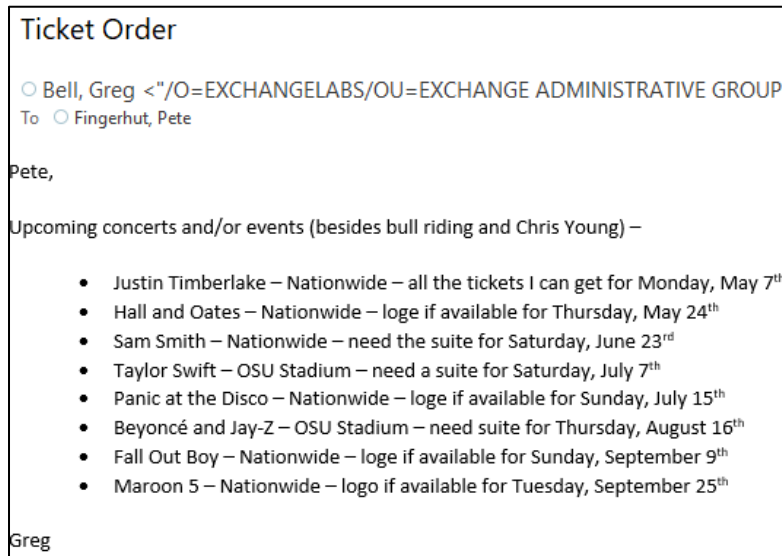 Ticket Order
Bell, Greg <"/O=EXCHANGELABS/OU=EXCHANGE ADMINISTRATIVE GROUP
To Fingerhut, Pete
Pete,
Upcoming concerts and/or events (besides bull riding and Chris Young) –
• Justin Timberlake – Nationwide – all the tickets I can get for Monday, May 7th
• Hall and Oates – Nationwide – loge if available for Thursday, May 24th
• Sam Smith – Nationwide – need the suite for Saturday, June 23rd
• Taylor Swift – OSU Stadium – need a suite for Saturday, July 7th
• Panic at the Disco – Nationwide – loge if available for Sunday, July 15th
• Beyoncé and Jay-Z – OSU Stadium – need suite for Thursday, August 16th
• Fall Out Boy – Nationwide – loge if available for Sunday, September 9th
• Maroon 5 – Nationwide – logo if available for Tuesday, September 25th
Greg